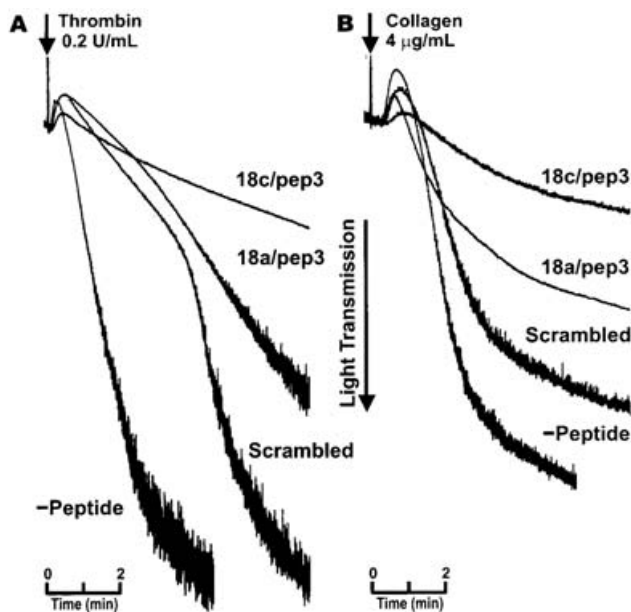 A
Thrombin
0.2 U/mL
18c/pep3
18a/pep3
Scrambled
−Peptide
0 2
Time (min)
Light Transmission
B
Collagen
4 μg/mL
18c/pep3
18a/pep3
Scrambled
−Peptide
0 2
Time (min)